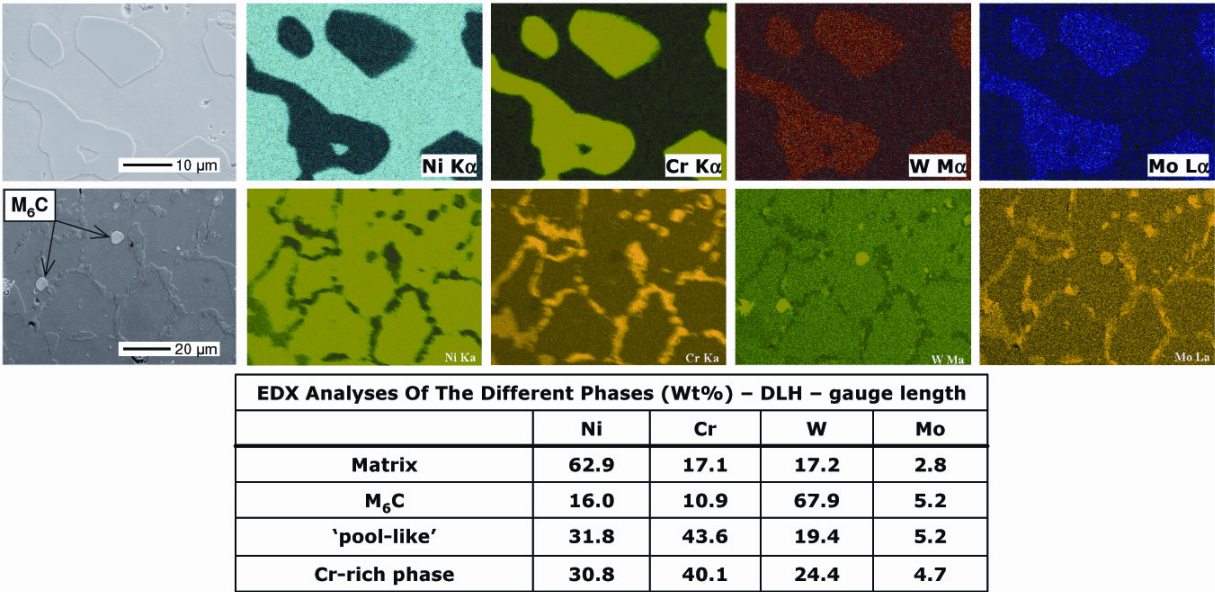 10 µm
Ni Kα
Cr Kα
W Mα
Mo Lα
M₆C
20 µm
Ni Ka
Cr Ka
W Ma
Mo La
EDX Analyses Of The Different Phases (Wt%) – DLH – gauge length
Ni Cr W Mo
Matrix 62.9 17.1 17.2 2.8
M₆C 16.0 10.9 67.9 5.2
‘pool-like’ 31.8 43.6 19.4 5.2
Cr-rich phase 30.8 40.1 24.4 4.7